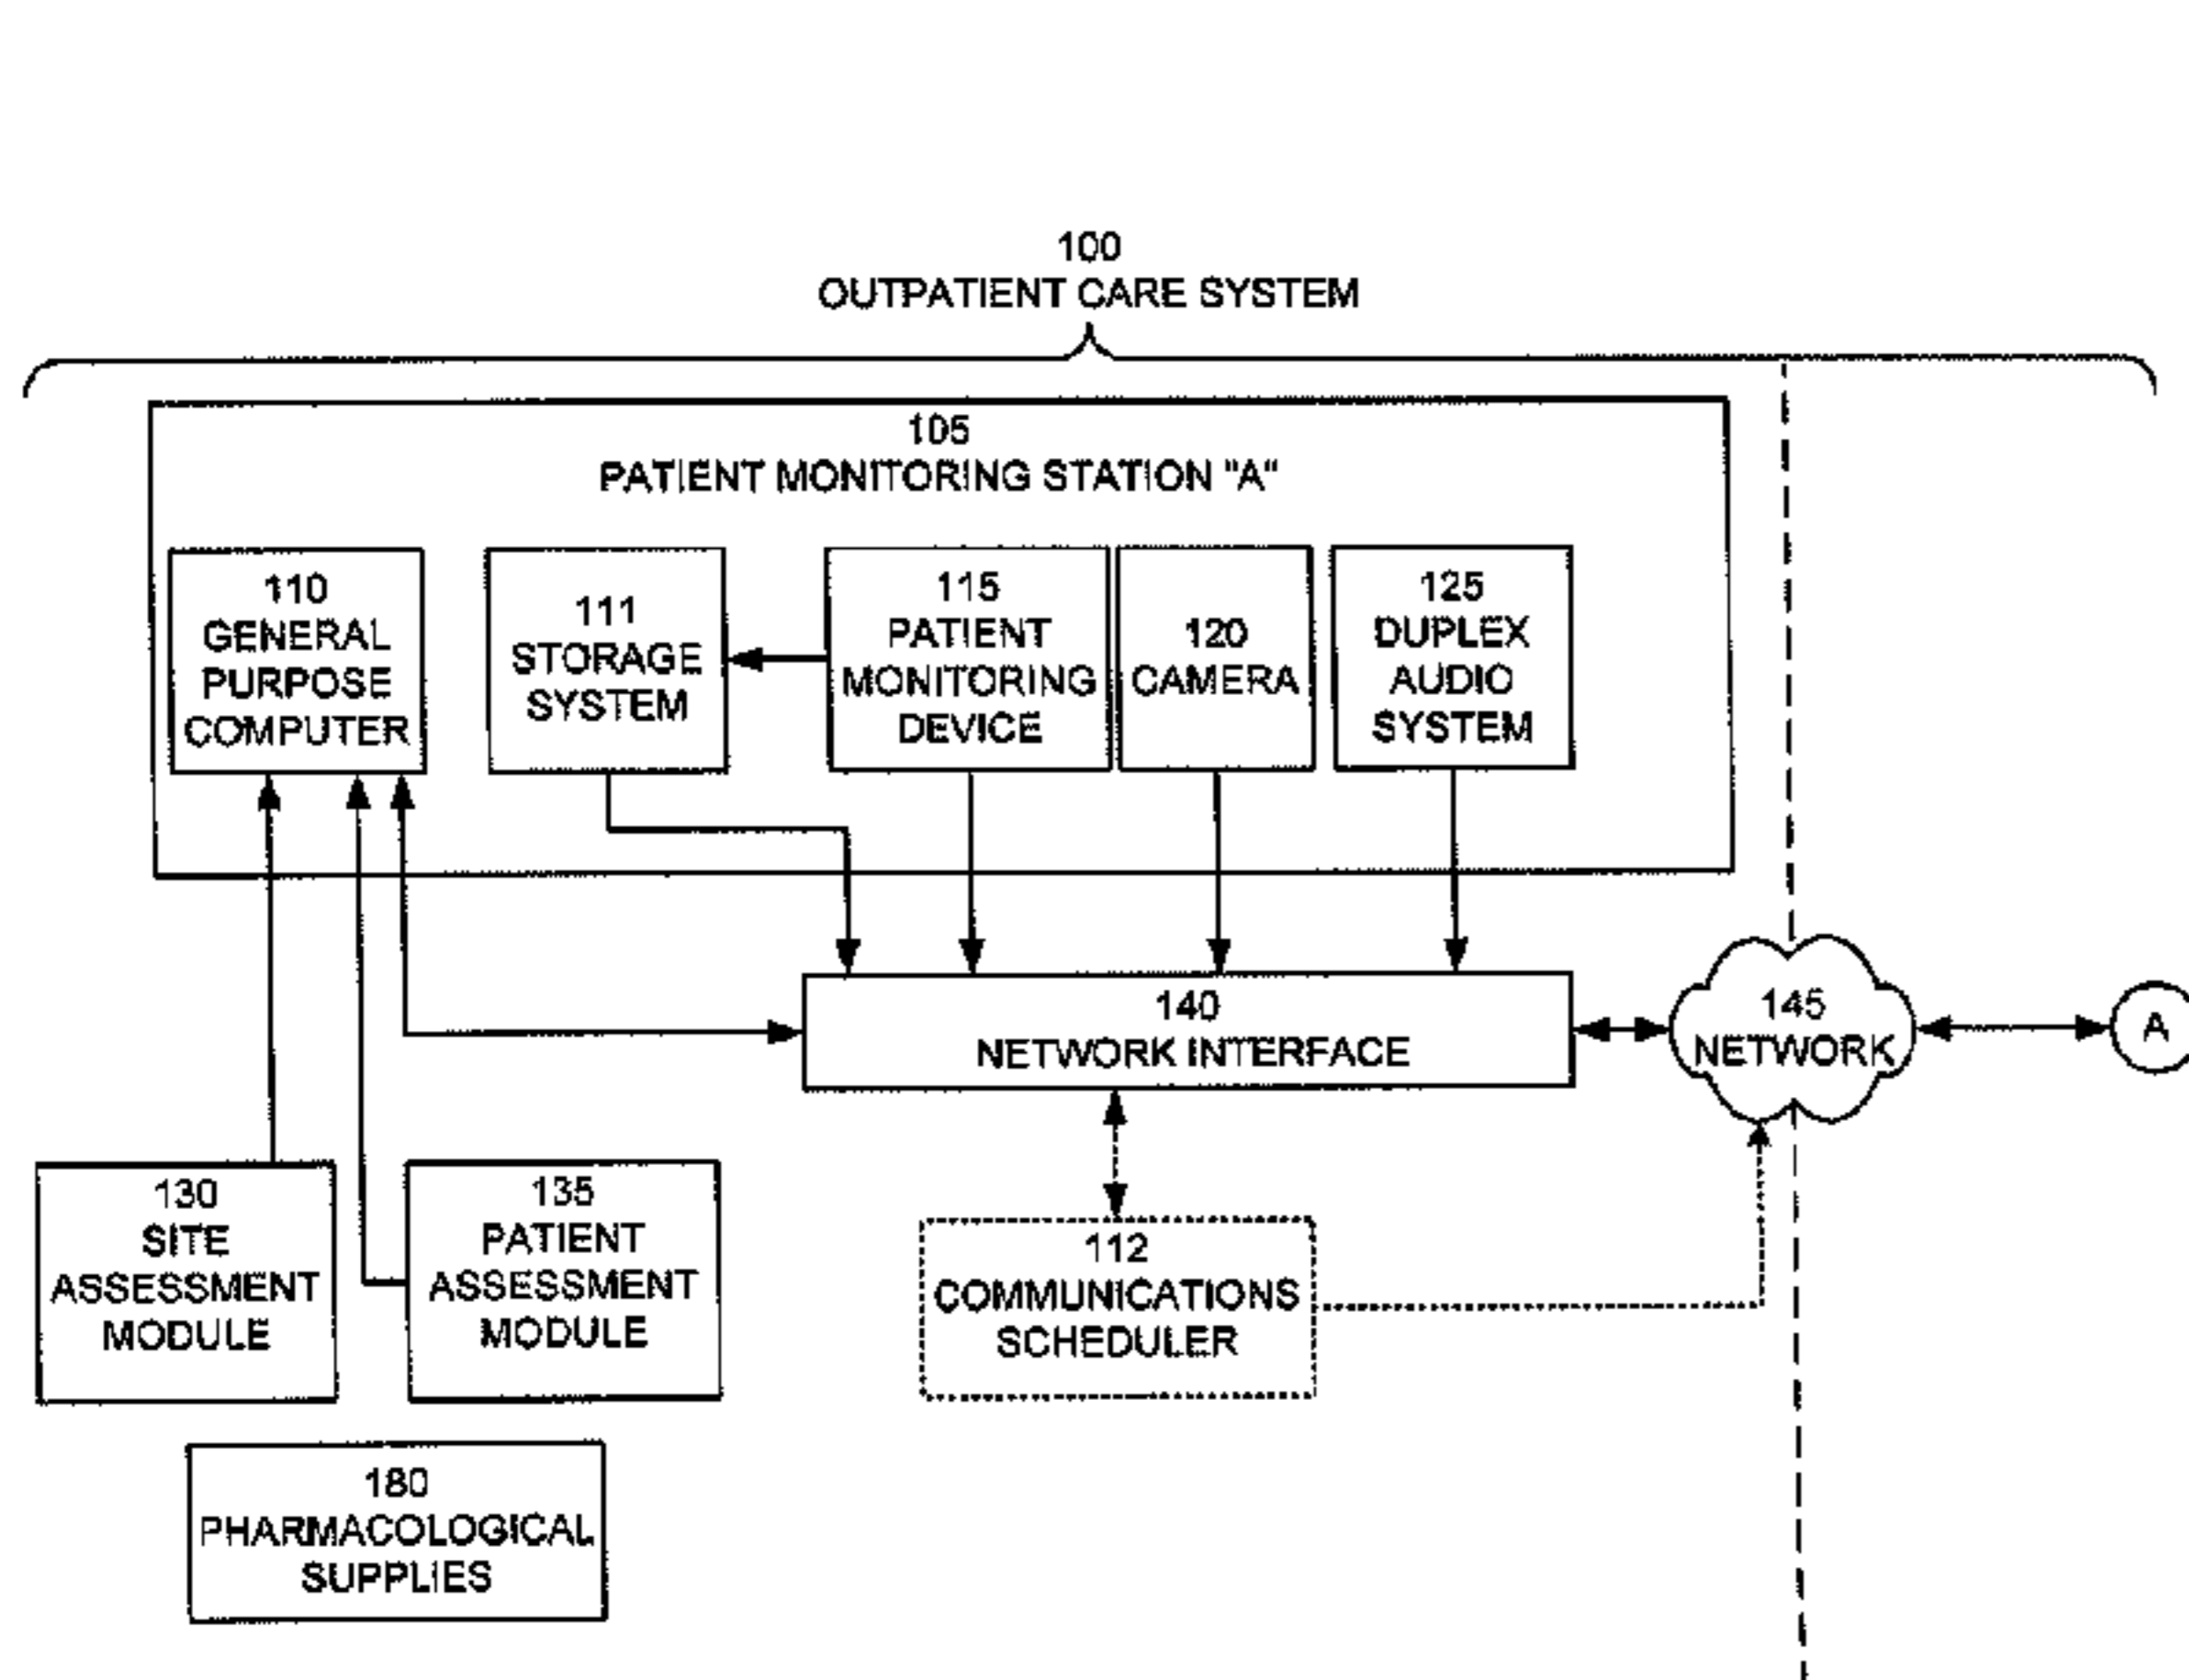 100
OUTPATIENT CARE SYSTEM
105
PATIENT MONITORING STATION "A"
110
GENERAL
PURPOSE
COMPUTER
111
STORAGE
SYSTEM
115
PATIENT
MONITORING
DEVICE
120
CAMERA
125
DUPLEX
AUDIO
SYSTEM
140
NETWORK INTERFACE
145
NETWORK
A
130
SITE
ASSESSMENT
MODULE
135
PATIENT
ASSESSMENT
MODULE
112
COMMUNICATIONS
SCHEDULER
180
PHARMACOLOGICAL
SUPPLIES